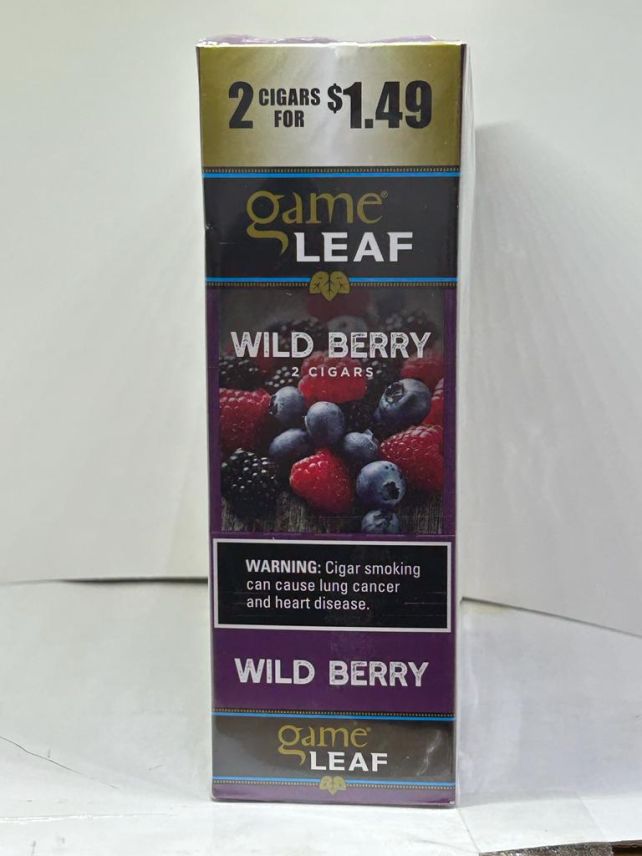 2 CIGARS FOR $1.49
game®
LEAF
WILD BERRY
2 CIGARS
WARNING: Cigar smoking
can cause lung cancer
and heart disease.
WILD BERRY
game®
LEAF